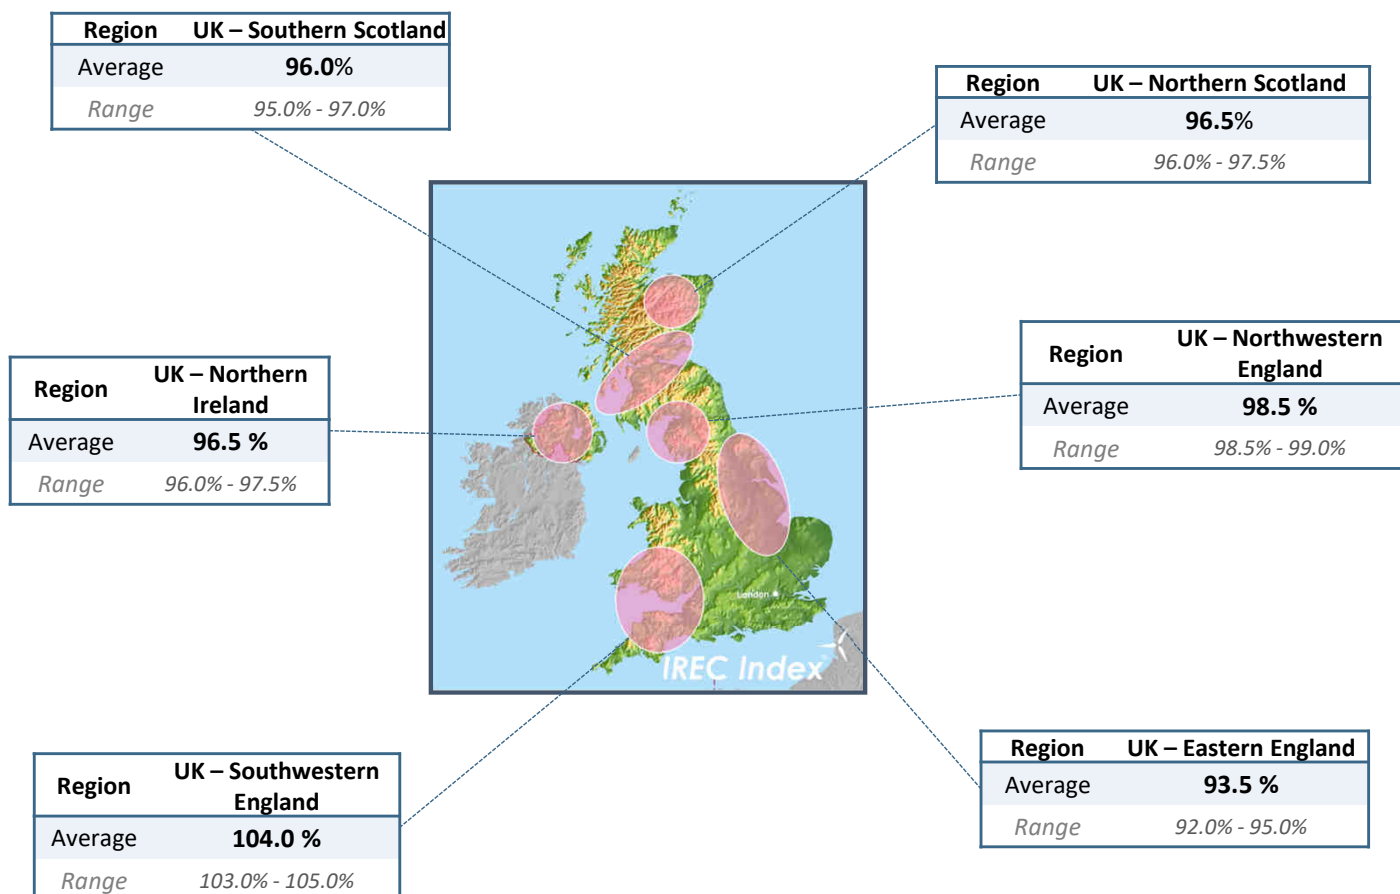 Region UK – Southern Scotland
Average 96.0%
Range 95.0% - 97.0%
Region UK – Northern Scotland
Average 96.5%
Range 96.0% - 97.5%
Region UK – Northwestern
England
Average 98.5 %
Range 98.5% - 99.0%
Region UK – Northern
Ireland
Average 96.5 %
Range 96.0% - 97.5%
London
IREC Index
Region UK – Southwestern
England
Average 104.0 %
Range 103.0% - 105.0%
Region UK – Eastern England
Average 93.5 %
Range 92.0% - 95.0%